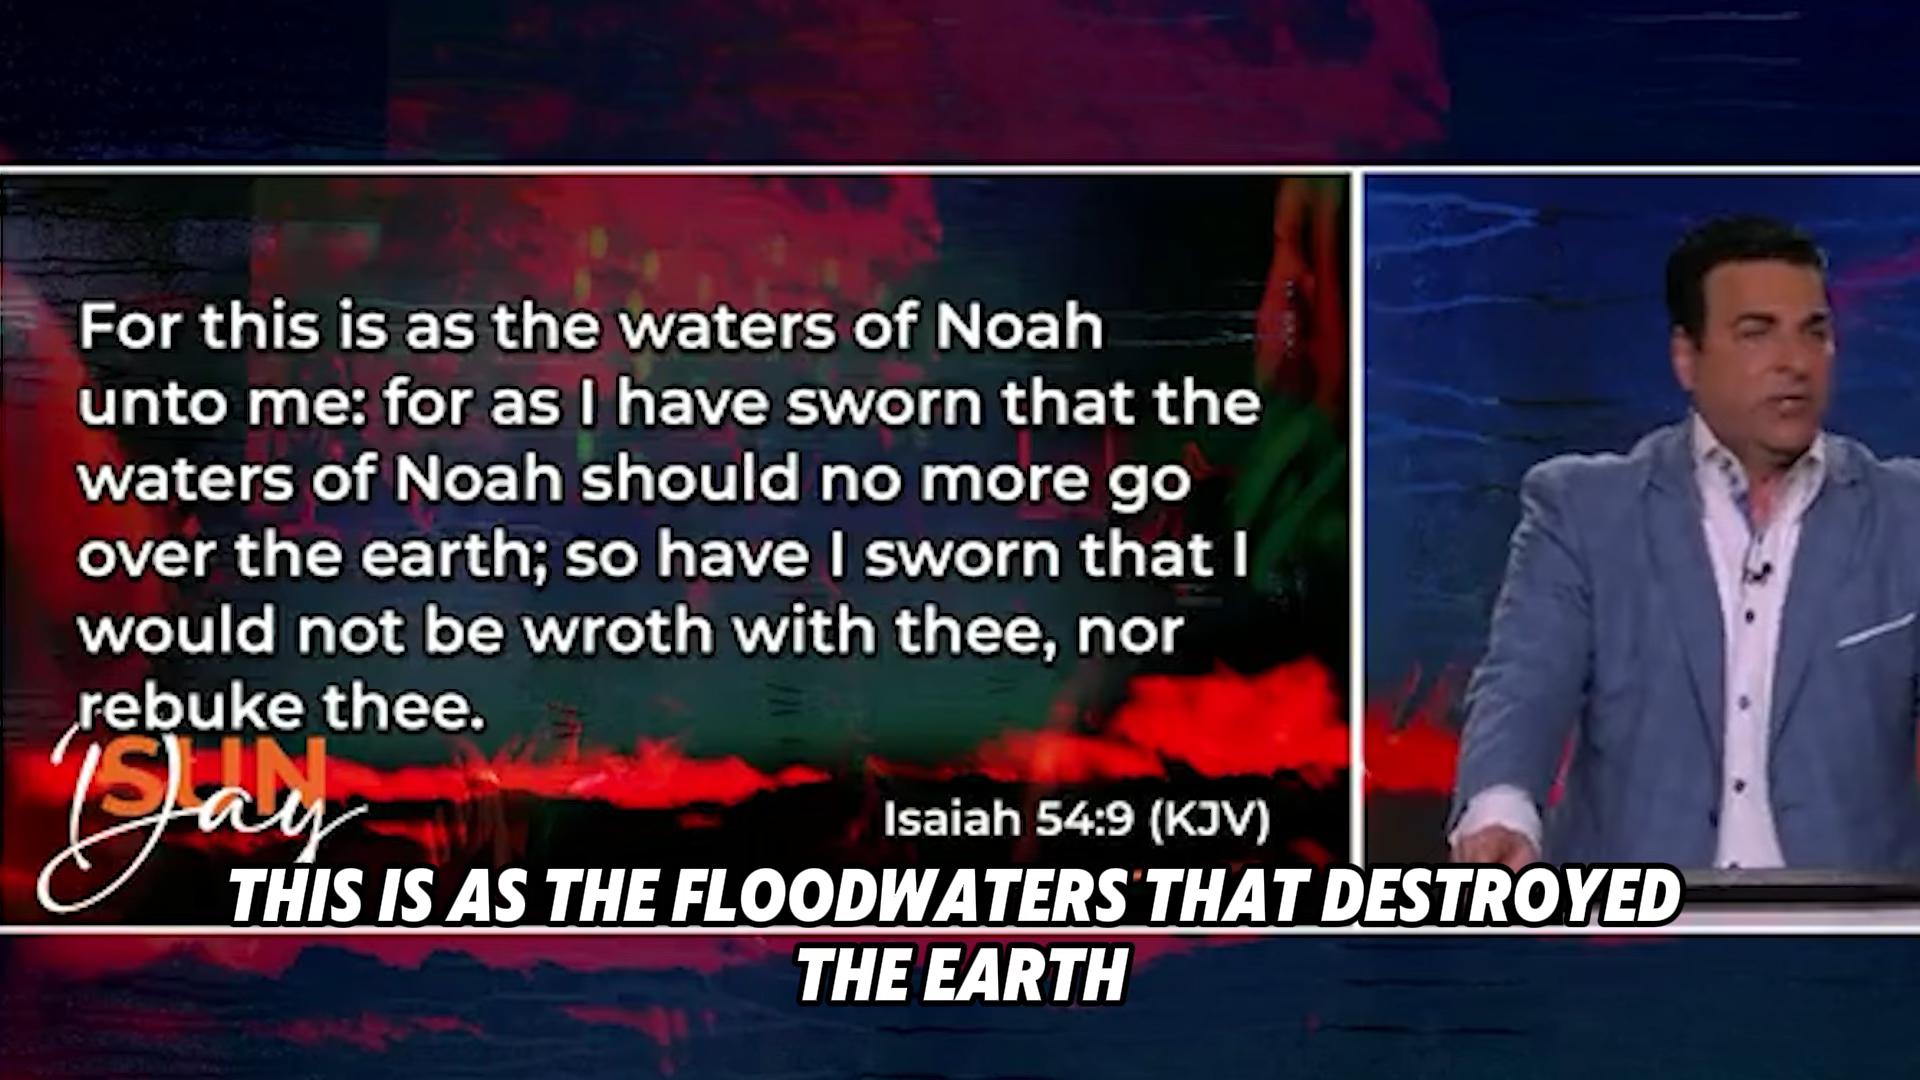 For this is as the waters of Noah
unto me: for as I have sworn that the
waters of Noah should no more go
over the earth; so have I sworn that I
would not be wroth with thee, nor
rebuke thee.
SUN
Day
Isaiah 54:9 (KJV)
THIS IS AS THE FLOODWATERS THAT DESTROYED
THE EARTH